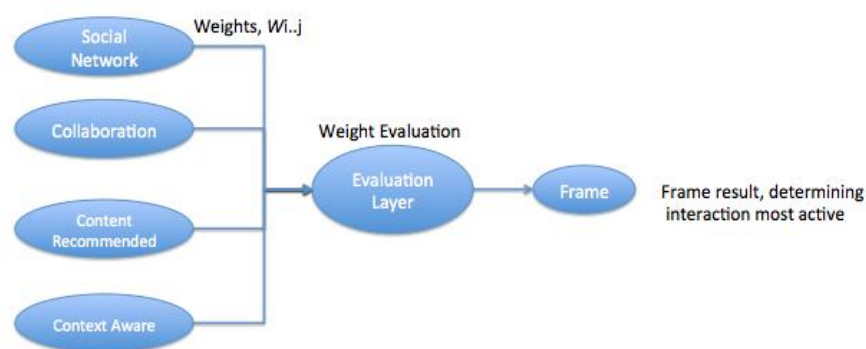 Social
Network
Weights, Wi..j
Collaboration
Weight Evaluation
Evaluation
Layer
Frame
Frame result, determining
interaction most active
Content
Recommended
Context Aware